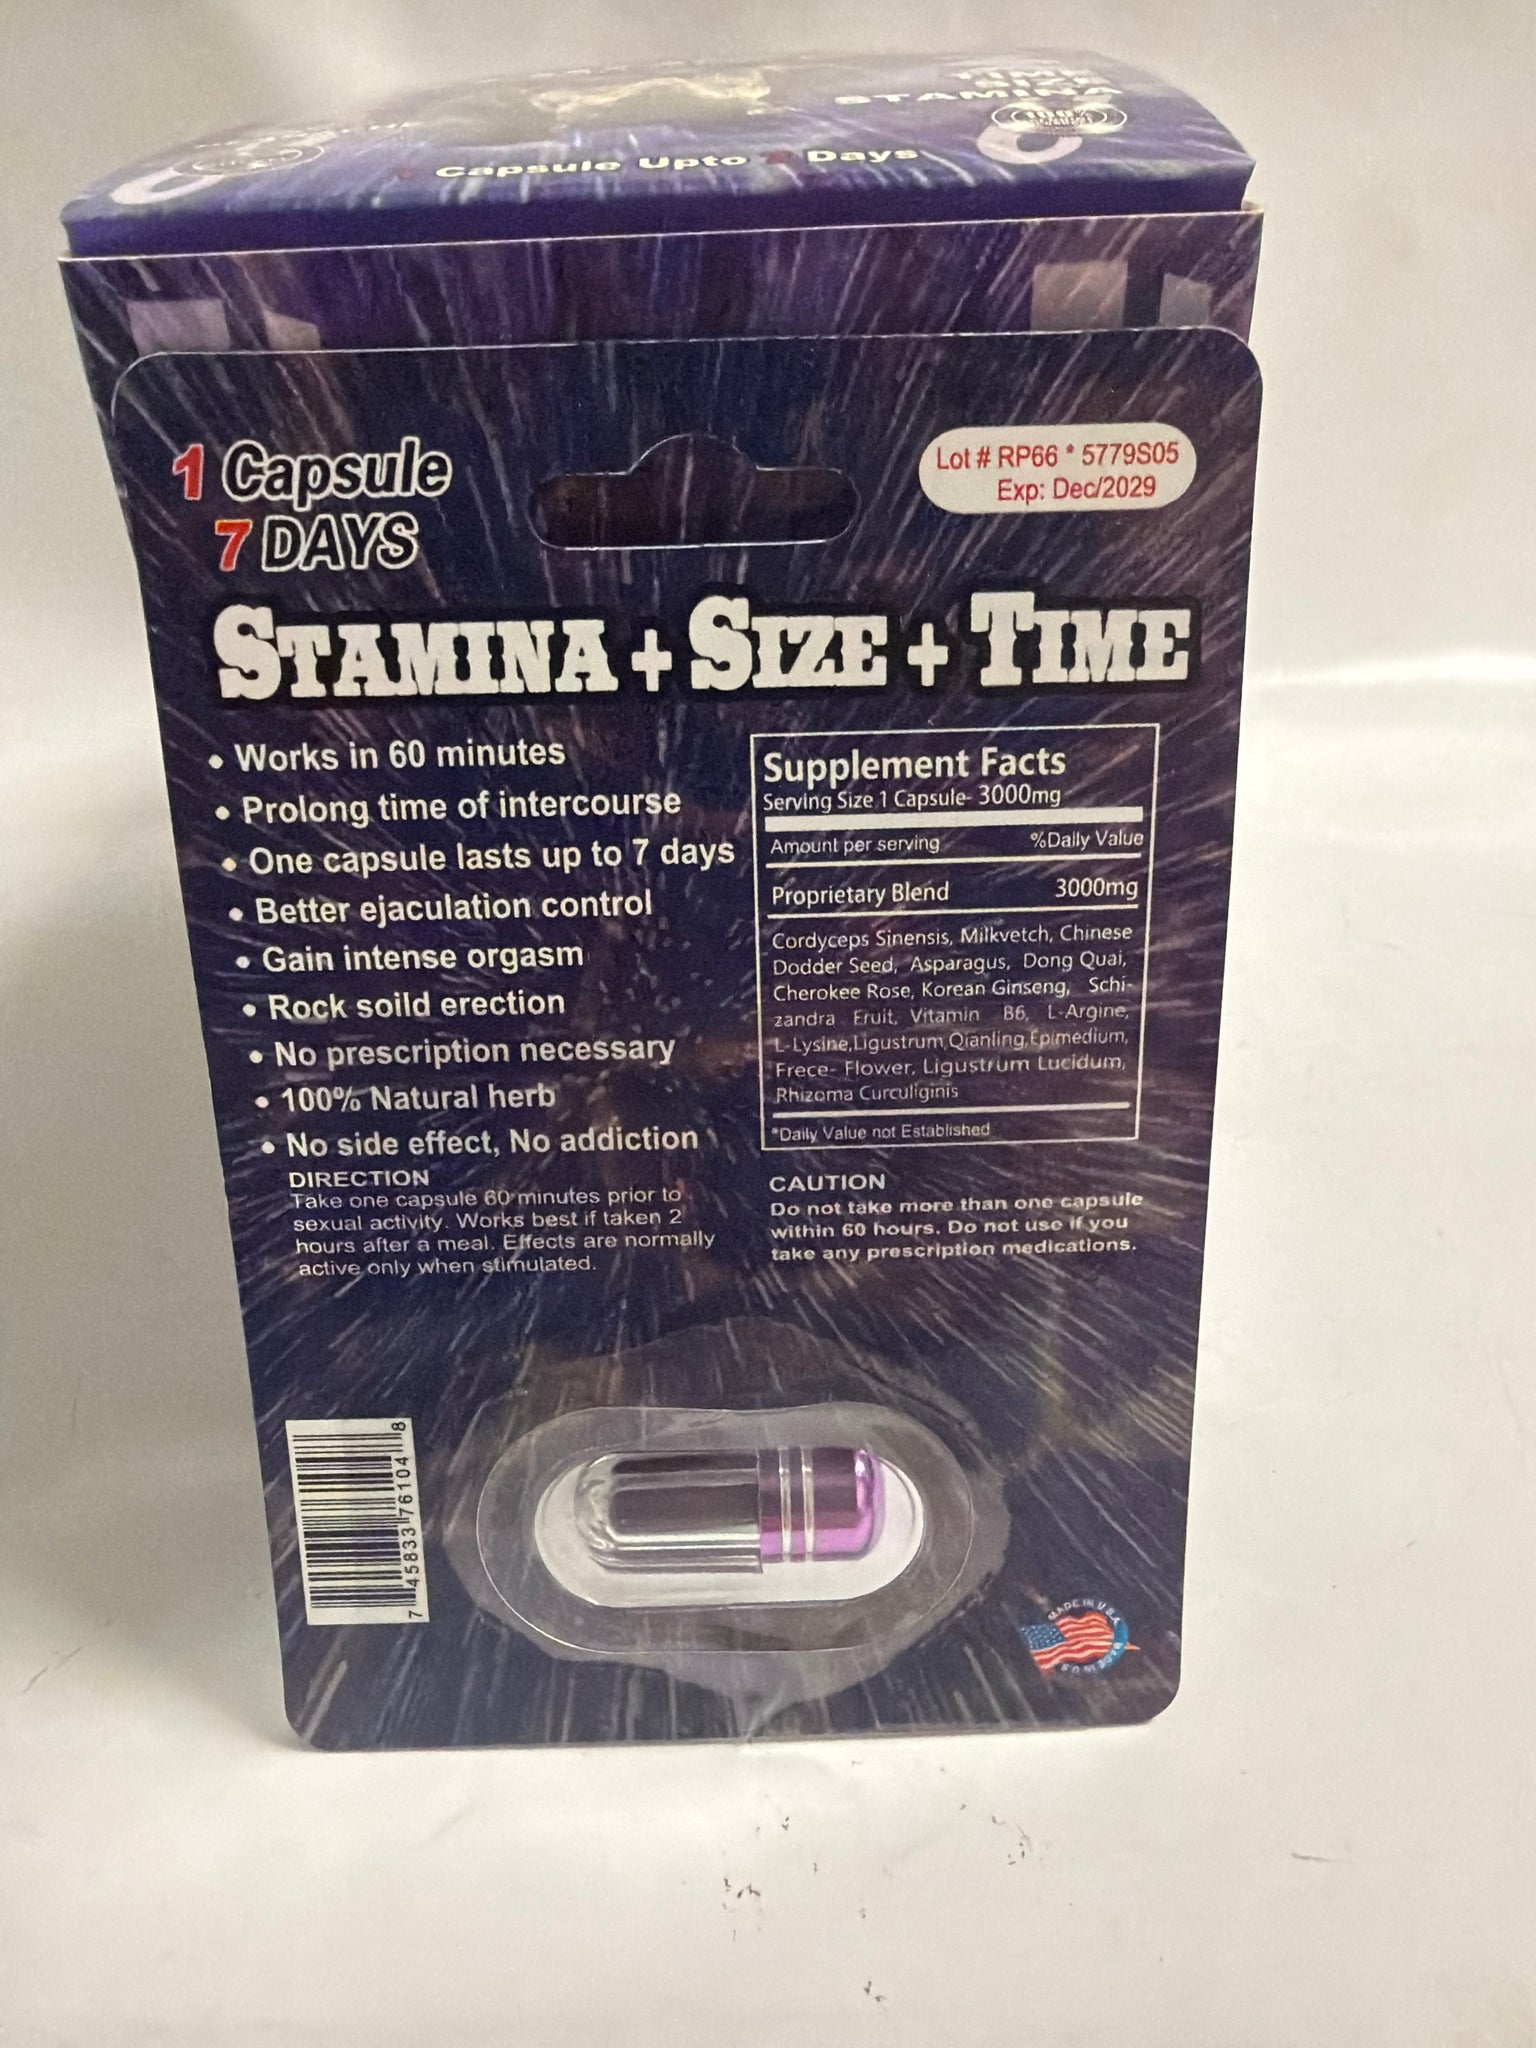 TIME
SIZE
STAMINA
Capsule Upto Days
1 Capsule
7 DAYS
Lot # RP66 * 5779S05
Exp: Dec/2029
STAMINA + SIZE + TIME
• Works in 60 minutes
• Prolong time of intercourse
• One capsule lasts up to 7 days
• Better ejaculation control
• Gain intense orgasm
• Rock soild erection
• No prescription necessary
• 100% Natural herb
• No side effect, No addiction
DIRECTION
Take one capsule 60 minutes prior to
sexual activity. Works best if taken 2
hours after a meal. Effects are normally
active only when stimulated.
Supplement Facts
Serving Size 1 Capsule- 3000mg
Amount per serving %Daily Value
Proprietary Blend 3000mg
Cordyceps Sinensis, Milkvetch, Chinese
Dodder Seed, Asparagus, Dong Quai,
Cherokee Rose, Korean Ginseng, Schi-
zandra Fruit, Vitamin B6, L-Argine,
L-Lysine,Ligustrum,Qianling,Epimedium,
Frece- Flower, Ligustrum Lucidum,
Rhizoma Curculiginis
*Daily Value not Established
CAUTION
Do not take more than one capsule
within 60 hours. Do not use if you
take any prescription medications.
7 45833 76104 8
MADE IN U.S.A
MADE IN U.S